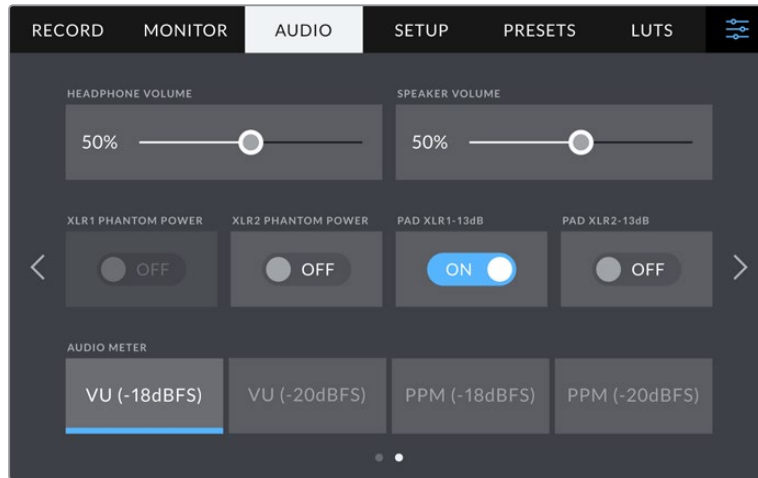 RECORD MONITOR AUDIO SETUP PRESETS LUTS
HEADPHONE VOLUME SPEAKER VOLUME
50% 50%
XLR1 PHANTOM POWER XLR2 PHANTOM POWER PAD XLR1-13dB PAD XLR2-13dB
OFF OFF ON OFF
AUDIO METER
VU (-18dBFS) VU (-20dBFS) PPM (-18dBFS) PPM (-20dBFS)